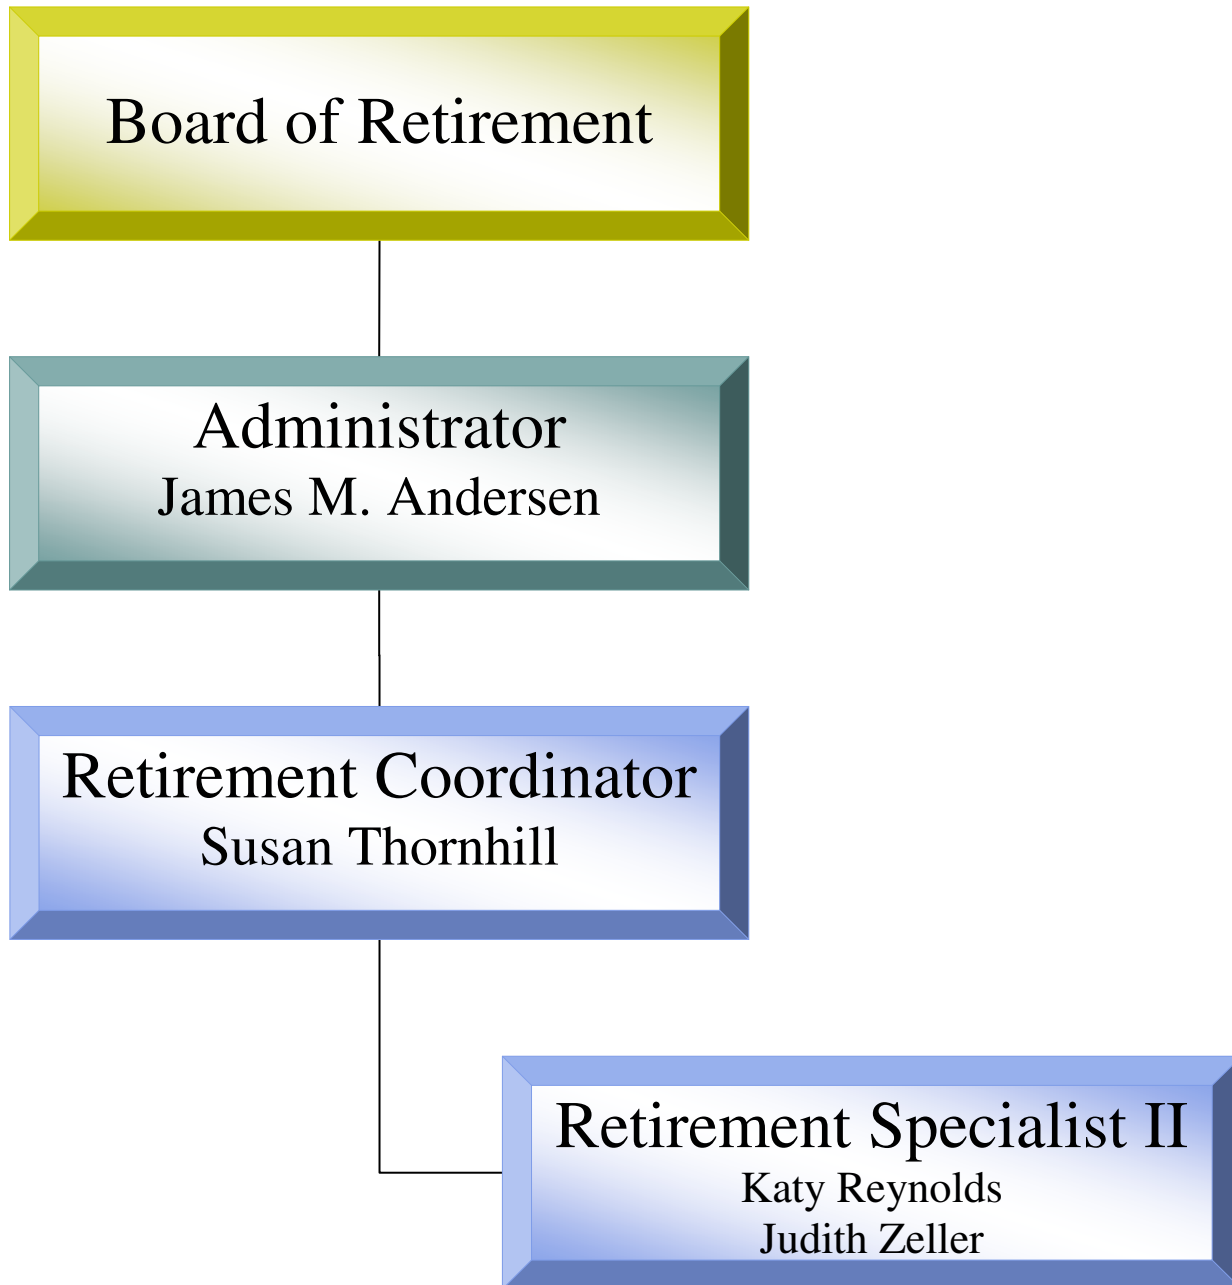 Board of Retirement
Administrator
James M. Andersen
Retirement Coordinator
Susan Thornhill
Retirement Specialist II
Katy Reynolds
Judith Zeller